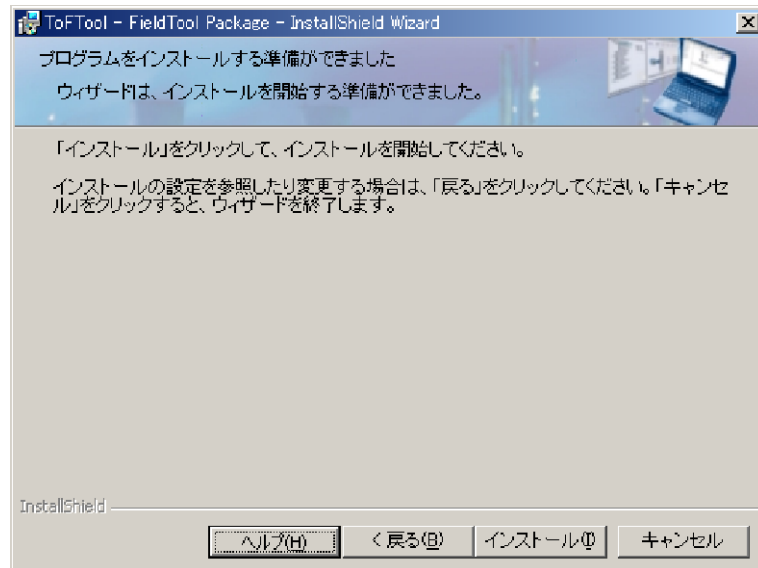 ToFTool - FieldTool Package - InstallShield Wizard
プログラムをインストールする準備ができました
ウィザードは、インストールを開始する準備ができました。
「インストール」をクリックして、インストールを開始してください。
インストールの設定を参照したり変更する場合は、「戻る」をクリックしてください。「キャンセ
ル」をクリックすると、ウィザードを終了します。
InstallShield
ヘルプ(H)
< 戻る(B)
インストール(I)
キャンセル